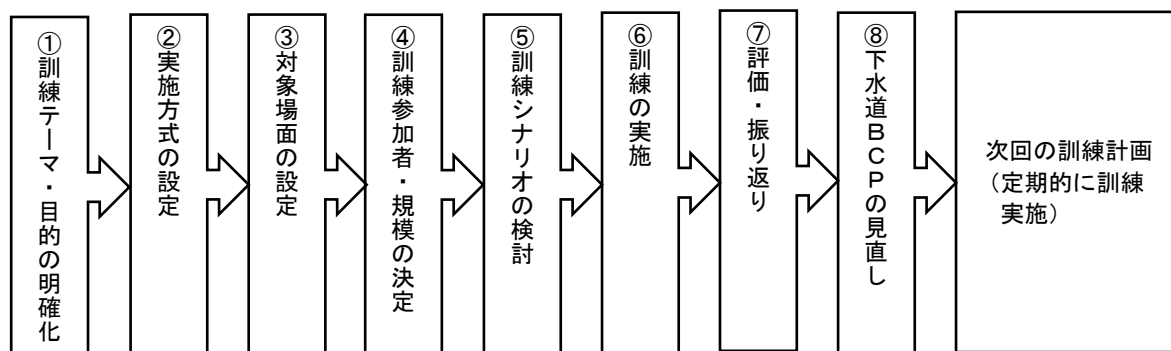 ①訓練テーマ・目的の明確化
②実施方式の設定
③対象場面の設定
④訓練参加者・規模の決定
⑤訓練シナリオの検討
⑥訓練の実施
⑦評価・振り返り
⑧下水道ＢＣＰの見直し
次回の訓練計画
（定期的に訓練
実施）